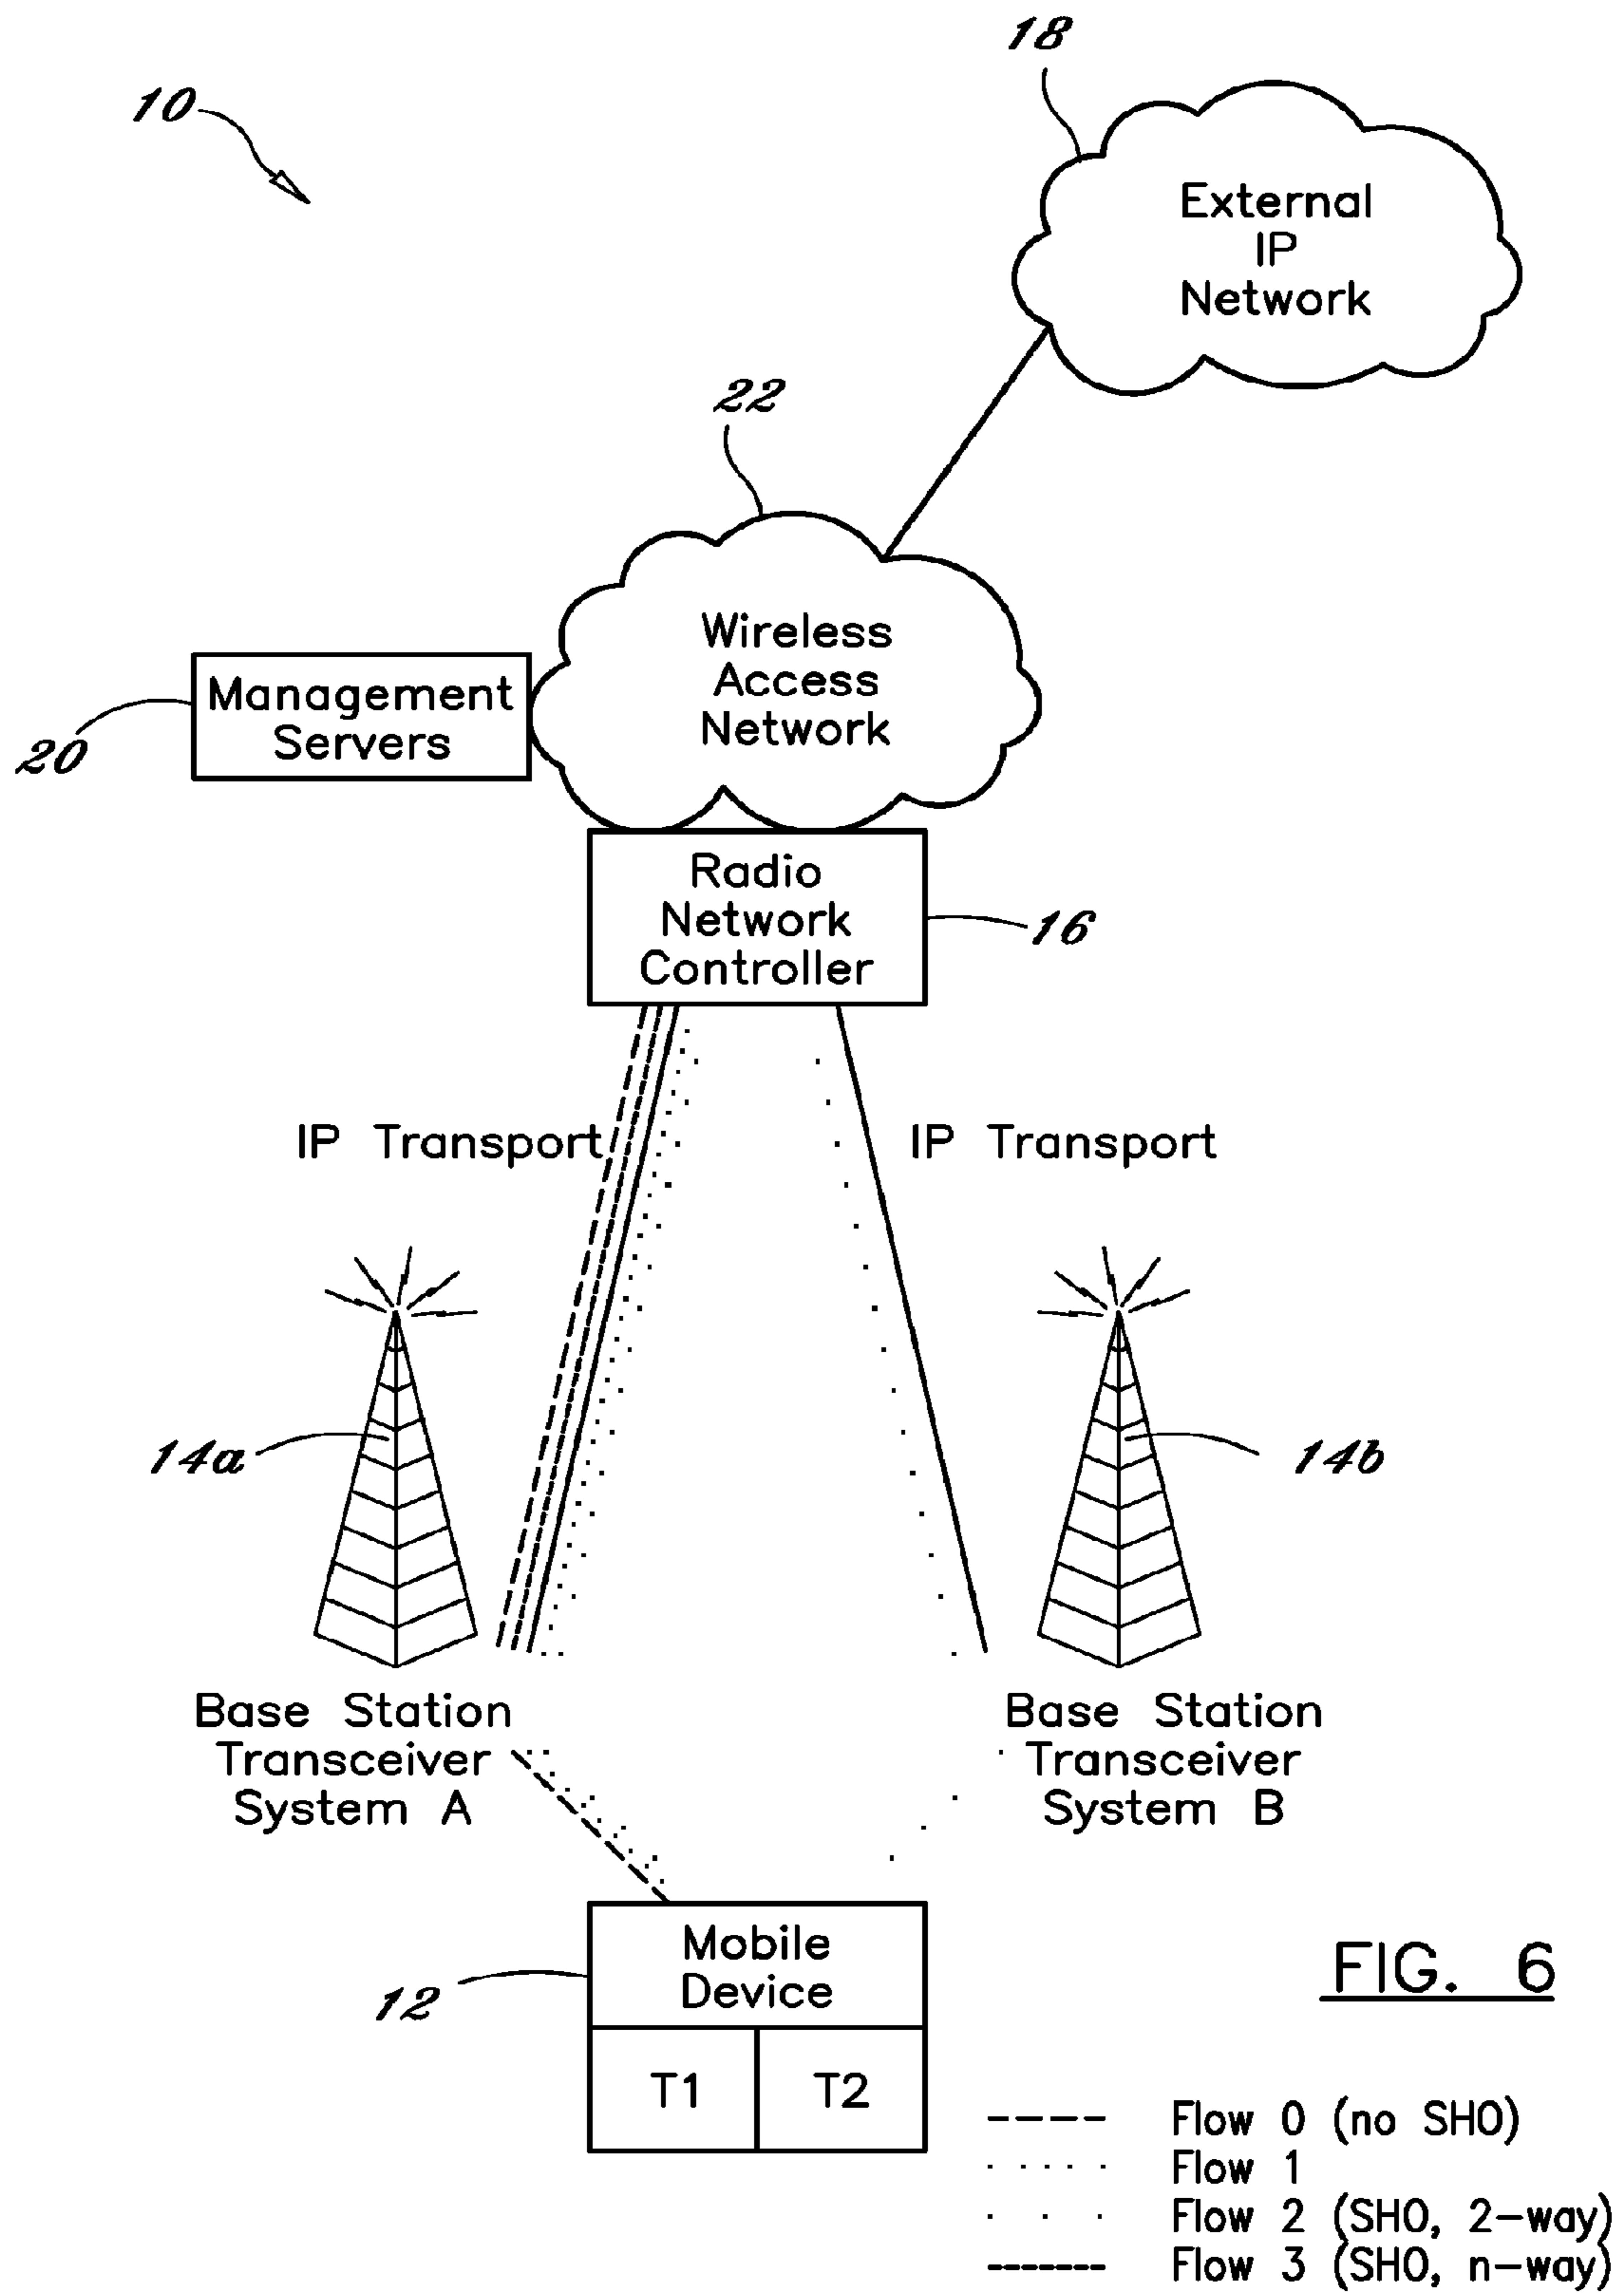 18
10
External
IP
Network
22
Wireless
Access
Network
Management
Servers
20
Radio
Network
Controller
16
IP Transport
IP Transport
14a
14b
Base Station
Transceiver
System A
Base Station
Transceiver
System B
Mobile
Device
12
T1
T2
FIG. 6
Flow 0 (no SHO)
Flow 1
Flow 2 (SHO, 2-way)
Flow 3 (SHO, n-way)